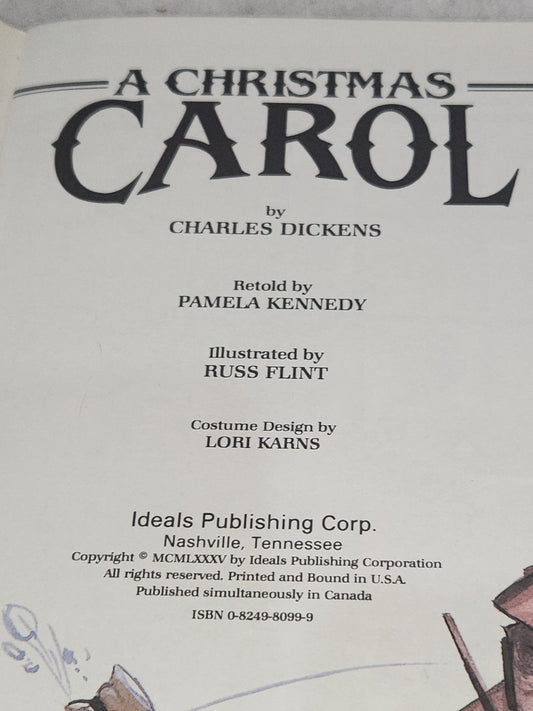 A CHRISTMAS
CAROL
by
CHARLES DICKENS
Retold by
PAMELA KENNEDY
Illustrated by
RUSS FLINT
Costume Design by
LORI KARNS
Ideals Publishing Corp.
Nashville, Tennessee
Copyright © MCMLXXXV by Ideals Publishing Corporation
All rights reserved. Printed and Bound in U.S.A.
Published simultaneously in Canada
ISBN 0-8249-8099-9